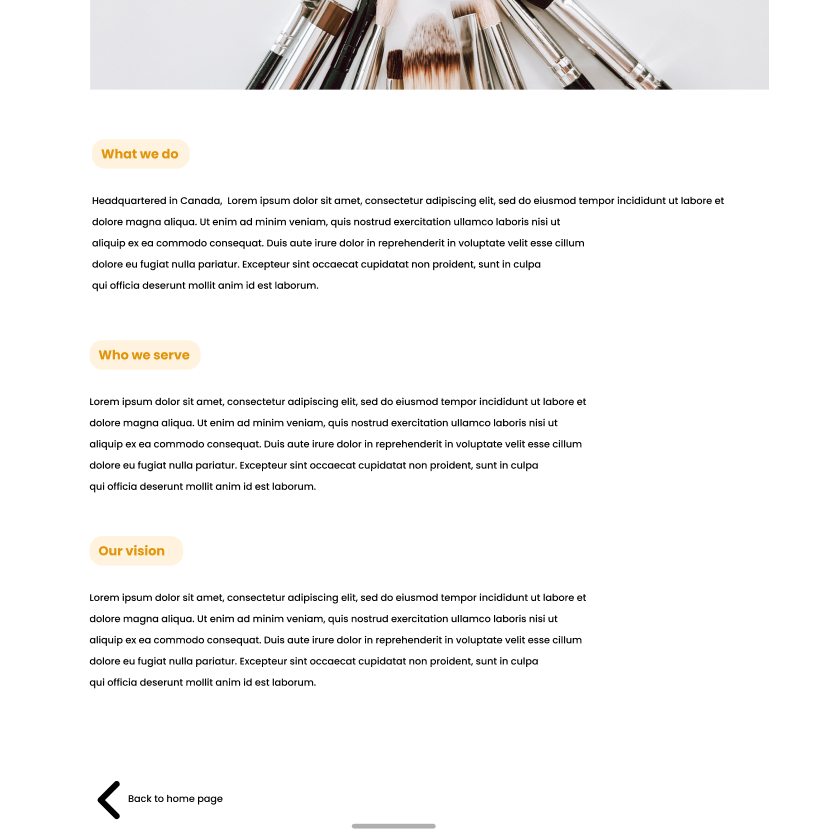 What we do
Headquartered in Canada,  Lorem ipsum dolor sit amet, consectetur adipiscing elit, sed do eiusmod tempor incididunt ut labore et
dolore magna aliqua. Ut enim ad minim veniam, quis nostrud exercitation ullamco laboris nisi ut
aliquip ex ea commodo consequat. Duis aute irure dolor in reprehenderit in voluptate velit esse cillum
dolore eu fugiat nulla pariatur. Excepteur sint occaecat cupidatat non proident, sunt in culpa
qui officia deserunt mollit anim id est laborum.
Who we serve
Lorem ipsum dolor sit amet, consectetur adipiscing elit, sed do eiusmod tempor incididunt ut labore et
dolore magna aliqua. Ut enim ad minim veniam, quis nostrud exercitation ullamco laboris nisi ut
aliquip ex ea commodo consequat. Duis aute irure dolor in reprehenderit in voluptate velit esse cillum
dolore eu fugiat nulla pariatur. Excepteur sint occaecat cupidatat non proident, sunt in culpa
qui officia deserunt mollit anim id est laborum.
Our vision
Lorem ipsum dolor sit amet, consectetur adipiscing elit, sed do eiusmod tempor incididunt ut labore et
dolore magna aliqua. Ut enim ad minim veniam, quis nostrud exercitation ullamco laboris nisi ut
aliquip ex ea commodo consequat. Duis aute irure dolor in reprehenderit in voluptate velit esse cillum
dolore eu fugiat nulla pariatur. Excepteur sint occaecat cupidatat non proident, sunt in culpa
qui officia deserunt mollit anim id est laborum.
Back to home page